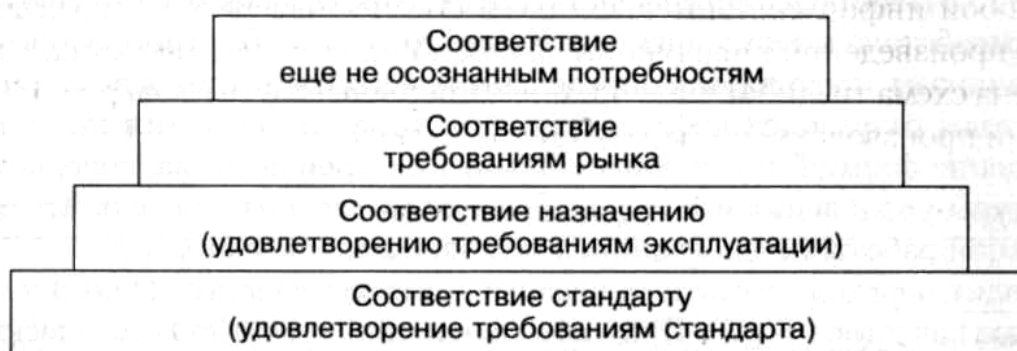 Соответствие
еще не осознанным потребностям
Соответствие
требованиям рынка
Соответствие назначению
(удовлетворению требованиям эксплуатации)
Соответствие стандарту
(удовлетворение требованиям стандарта)